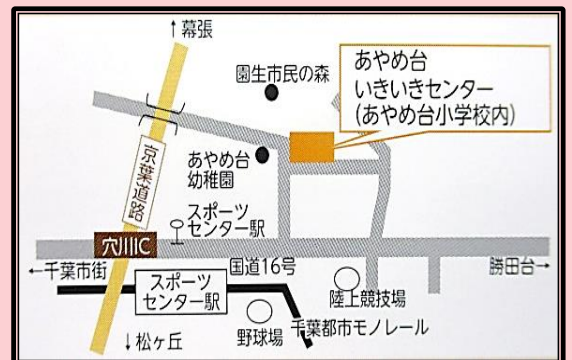 ↑幕張
園生市民の森
あやめ台
いきいきセンター
(あやめ台小学校内)
あやめ台
幼稚園
京葉道路
スポーツ
センター駅
穴川IC
←千葉市街
国道16号
勝田台→
スポーツ
センター駅
陸上競技場
↓松ヶ丘
野球場
千葉都市モノレール